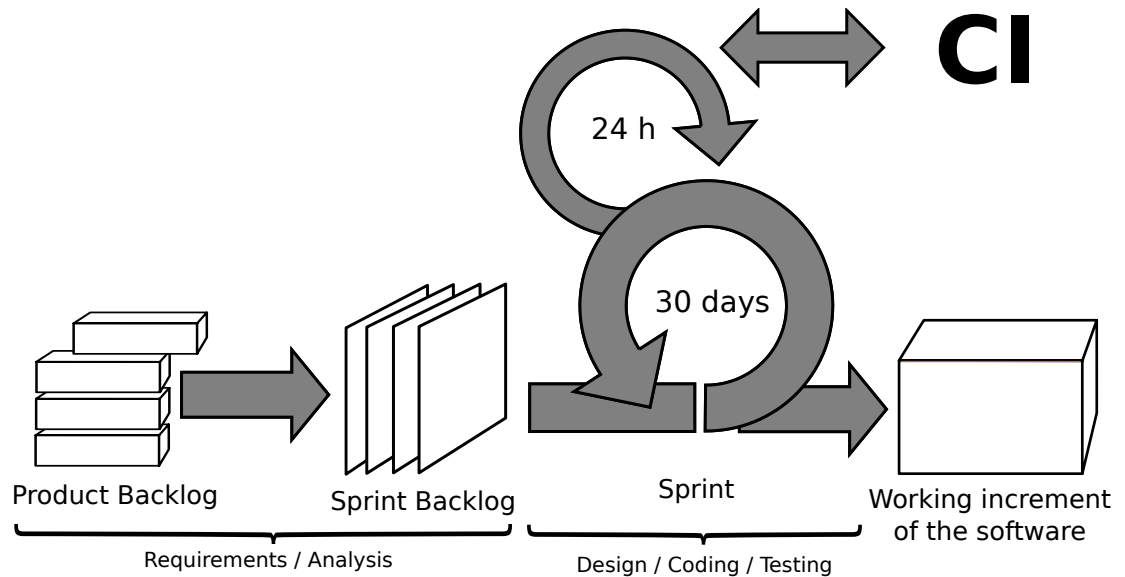 CI
24 h
30 days
Product Backlog
Sprint Backlog
Sprint
Working increment
of the software
Requirements / Analysis
Design / Coding / Testing